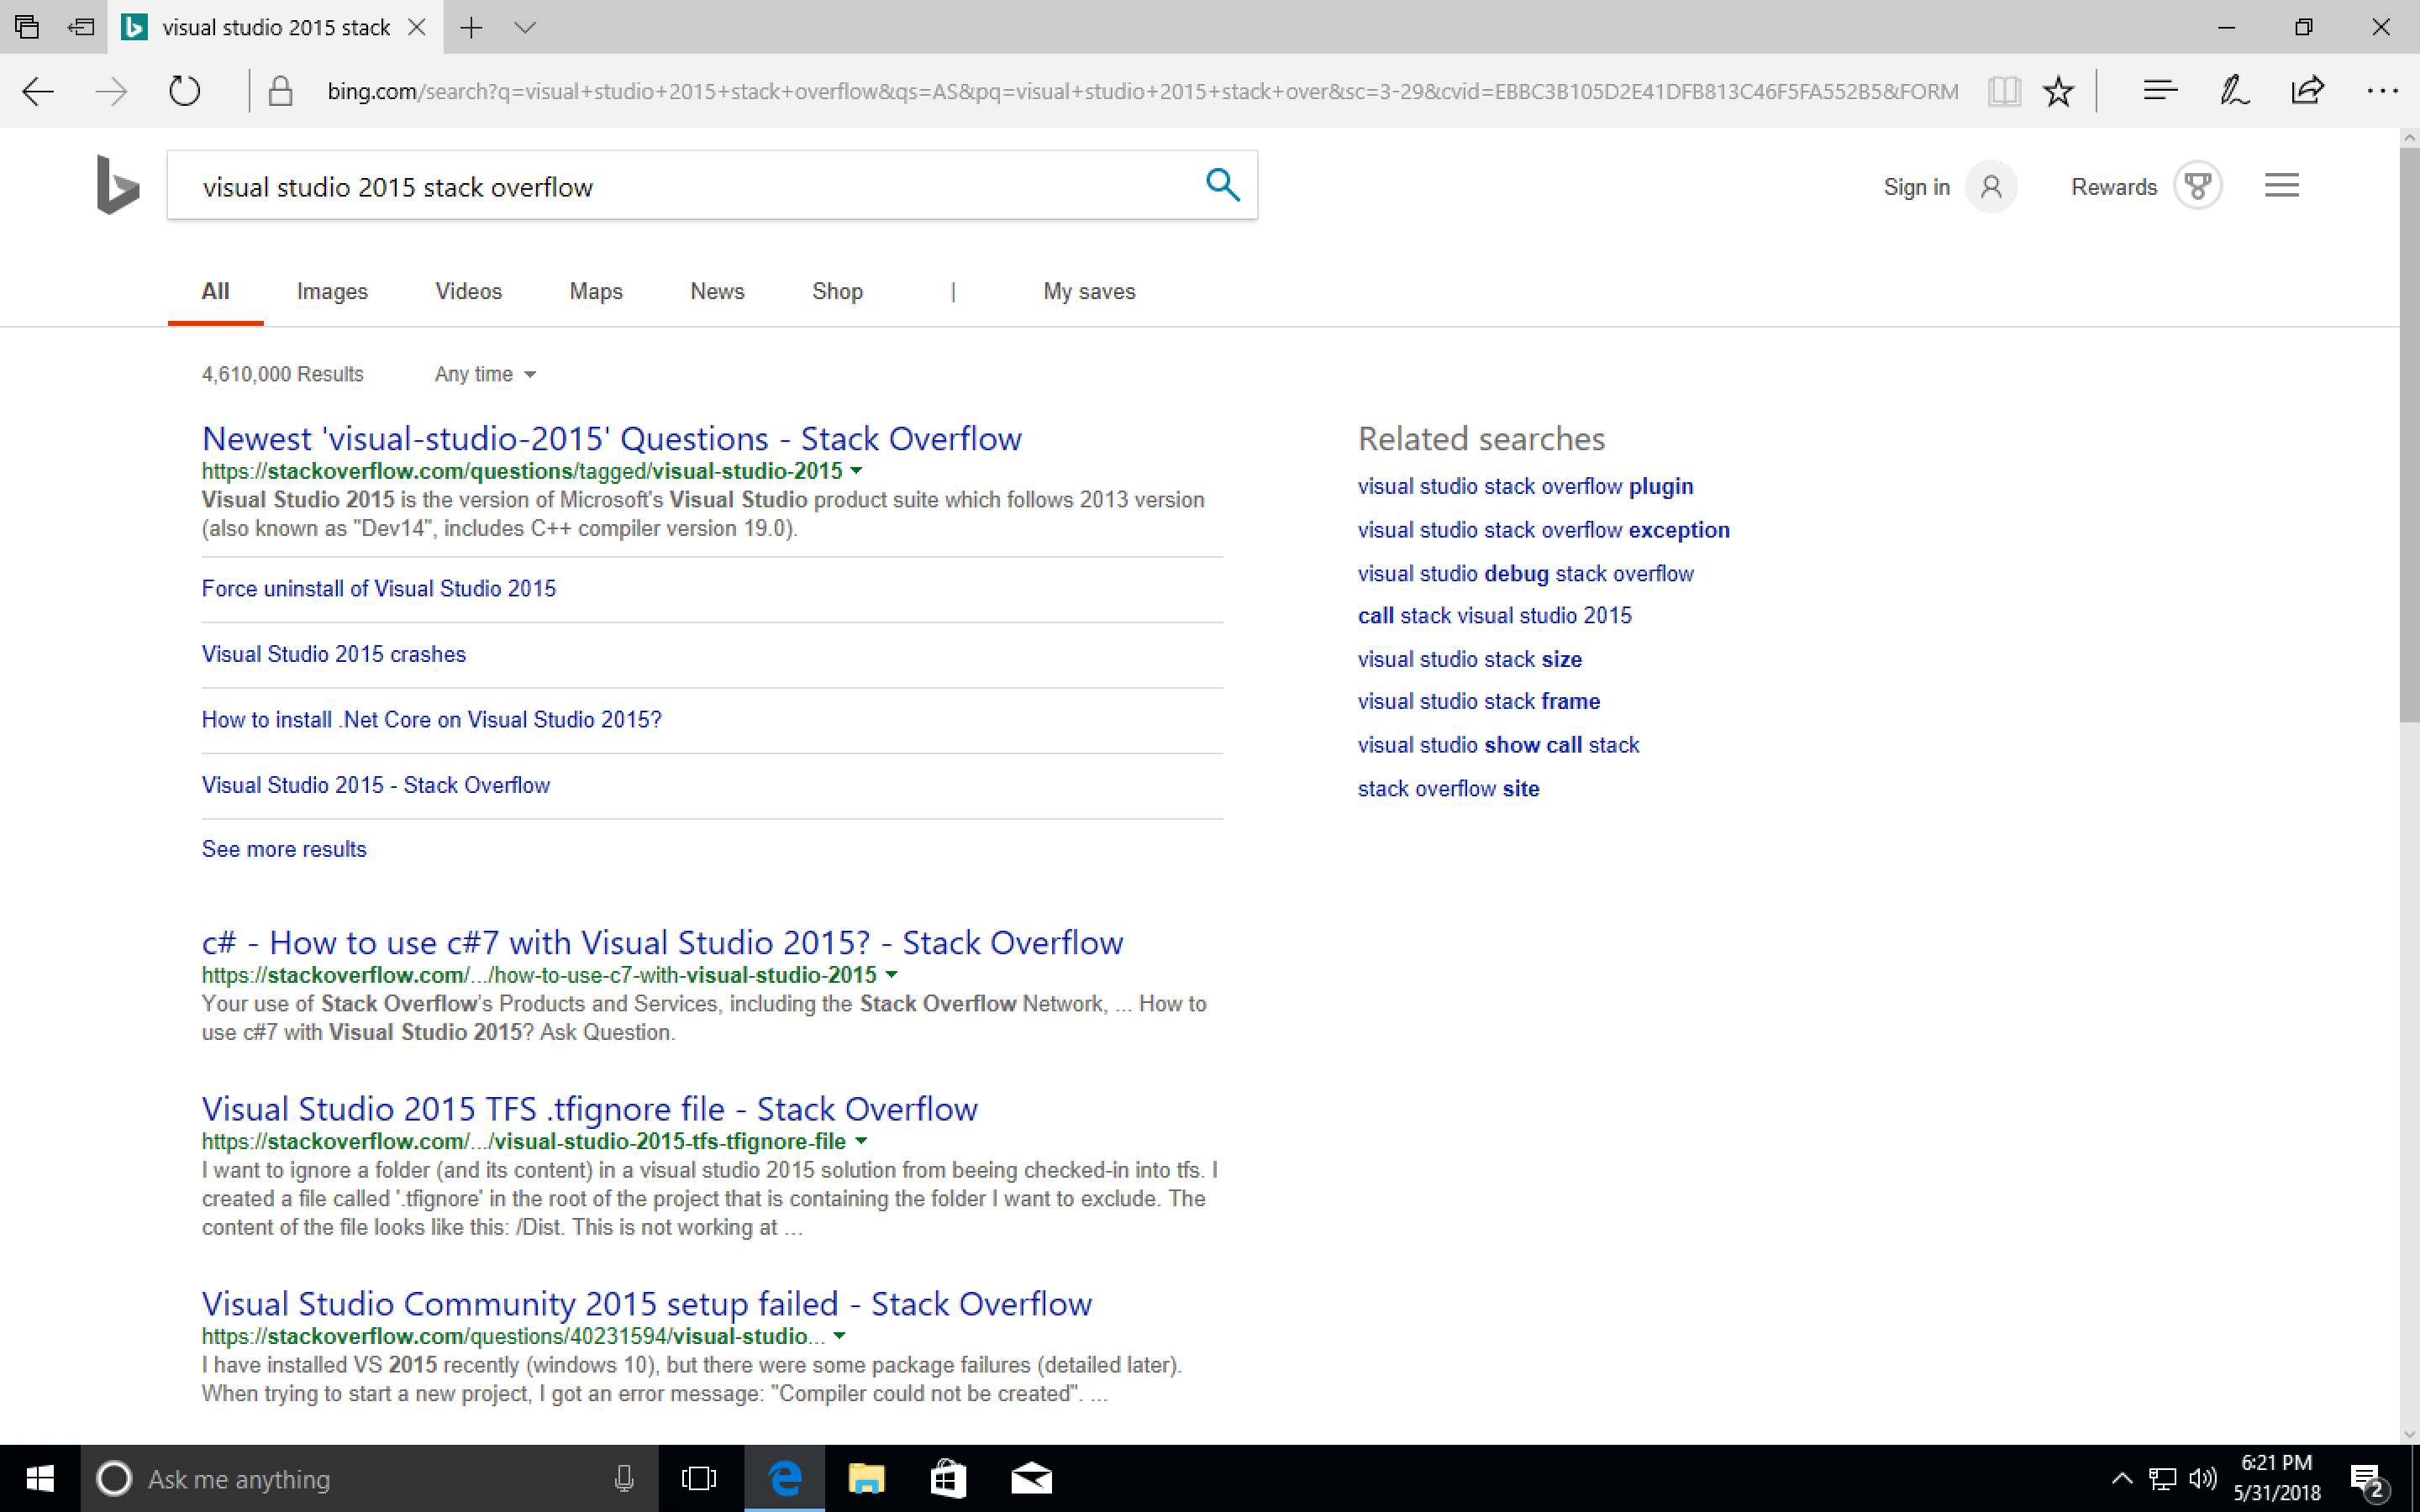 visual studio 2015 stack
bing.com/search?q=visual+studio+2015+stack+overflow&qs=AS&pq=visual+studio+2015+stack+over&sc=3-29&cvid=EBBC3B105D2E41DFB813C46F5FA552B5&FORM
visual studio 2015 stack overflow
Sign in
Rewards
All Images Videos Maps News Shop | My saves
4,610,000 Results Any time
Newest 'visual-studio-2015' Questions - Stack Overflow
https://stackoverflow.com/questions/tagged/visual-studio-2015
Visual Studio 2015 is the version of Microsoft's Visual Studio product suite which follows 2013 version
(also known as "Dev14", includes C++ compiler version 19.0).
Force uninstall of Visual Studio 2015
Visual Studio 2015 crashes
How to install .Net Core on Visual Studio 2015?
Visual Studio 2015 - Stack Overflow
See more results
c# - How to use c#7 with Visual Studio 2015? - Stack Overflow
https://stackoverflow.com/.../how-to-use-c7-with-visual-studio-2015
Your use of Stack Overflow's Products and Services, including the Stack Overflow Network, ... How to
use c#7 with Visual Studio 2015? Ask Question.
Visual Studio 2015 TFS .tfignore file - Stack Overflow
https://stackoverflow.com/.../visual-studio-2015-tfs-tfignore-file
I want to ignore a folder (and its content) in a visual studio 2015 solution from beeing checked-in into tfs. I
created a file called '.tfignore' in the root of the project that is containing the folder I want to exclude. The
content of the file looks like this: /Dist. This is not working at ...
Visual Studio Community 2015 setup failed - Stack Overflow
https://stackoverflow.com/questions/40231594/visual-studio...
I have installed VS 2015 recently (windows 10), but there were some package failures (detailed later).
When trying to start a new project, I got an error message: "Compiler could not be created". ...
Related searches
visual studio stack overflow plugin
visual studio stack overflow exception
visual studio debug stack overflow
call stack visual studio 2015
visual studio stack size
visual studio stack frame
visual studio show call stack
stack overflow site
Ask me anything
6:21 PM
5/31/2018
2